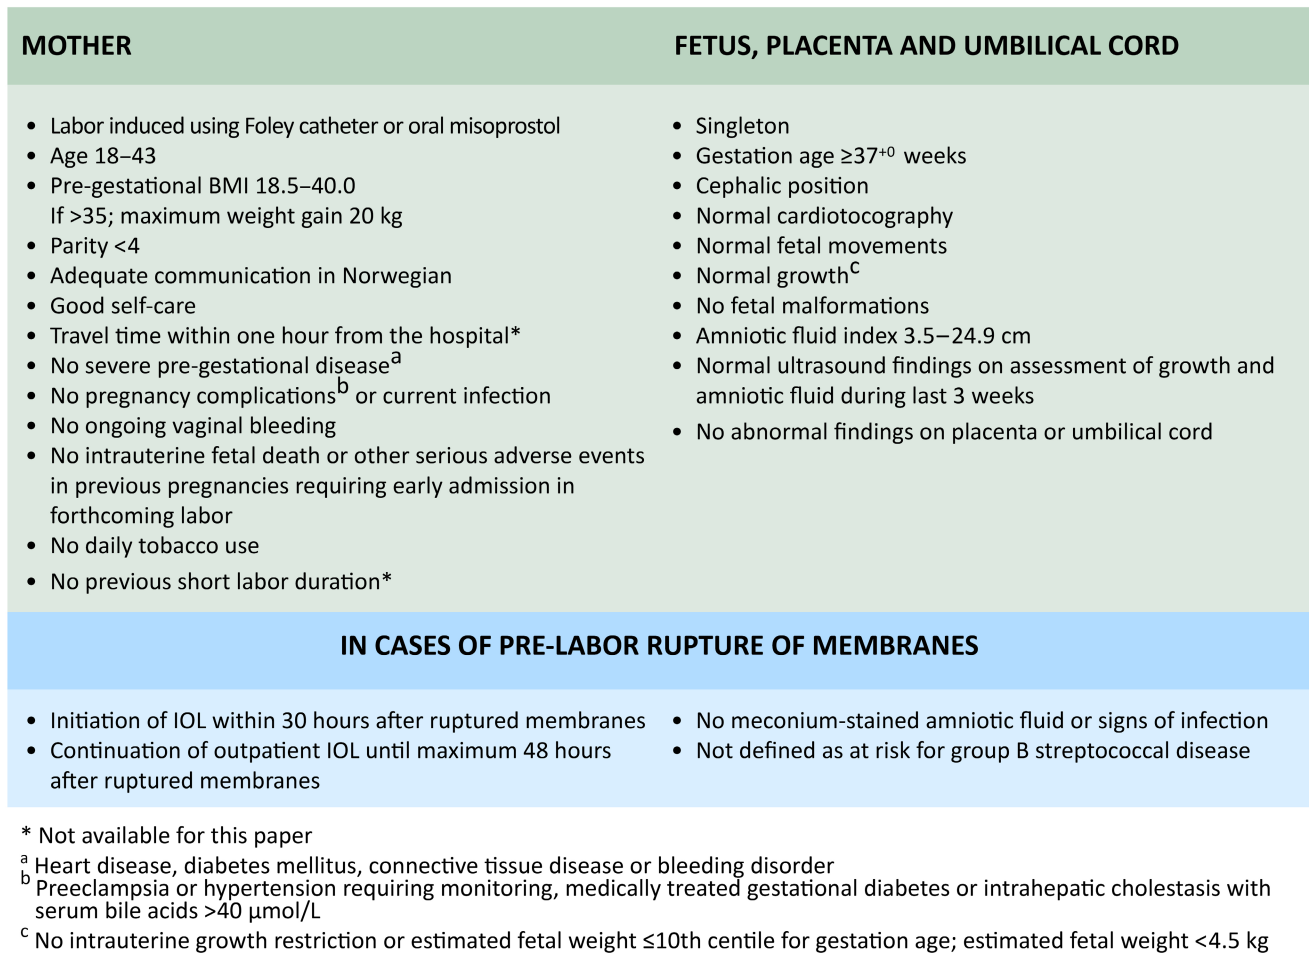 MOTHER
• Labor induced using Foley catheter or oral misoprostol
• Age 18–43
• Pre-gestational BMI 18.5–40.0
If >35; maximum weight gain 20 kg
• Parity <4
• Adequate communication in Norwegian
• Good self-care
• Travel time within one hour from the hospital*
• No severe pre-gestational disease^a
• No pregnancy complications^b or current infection
• No ongoing vaginal bleeding
• No intrauterine fetal death or other serious adverse events
in previous pregnancies requiring early admission in
forthcoming labor
• No daily tobacco use
• No previous short labor duration*
FETUS, PLACENTA AND UMBILICAL CORD
• Singleton
• Gestation age ≥37⁺⁰ weeks
• Cephalic position
• Normal cardiotocography
• Normal fetal movements
• Normal growth^c
• No fetal malformations
• Amniotic fluid index 3.5–24.9 cm
• Normal ultrasound findings on assessment of growth and
amniotic fluid during last 3 weeks
• No abnormal findings on placenta or umbilical cord
IN CASES OF PRE-LABOR RUPTURE OF MEMBRANES
• Initiation of IOL within 30 hours after ruptured membranes
• Continuation of outpatient IOL until maximum 48 hours
after ruptured membranes
• No meconium-stained amniotic fluid or signs of infection
• Not defined as at risk for group B streptococcal disease
* Not available for this paper
^a Heart disease, diabetes mellitus, connective tissue disease or bleeding disorder
^b Preeclampsia or hypertension requiring monitoring, medically treated gestational diabetes or intrahepatic cholestasis with
serum bile acids >40 μmol/L
^c No intrauterine growth restriction or estimated fetal weight ≤10th centile for gestation age; estimated fetal weight <4.5 kg